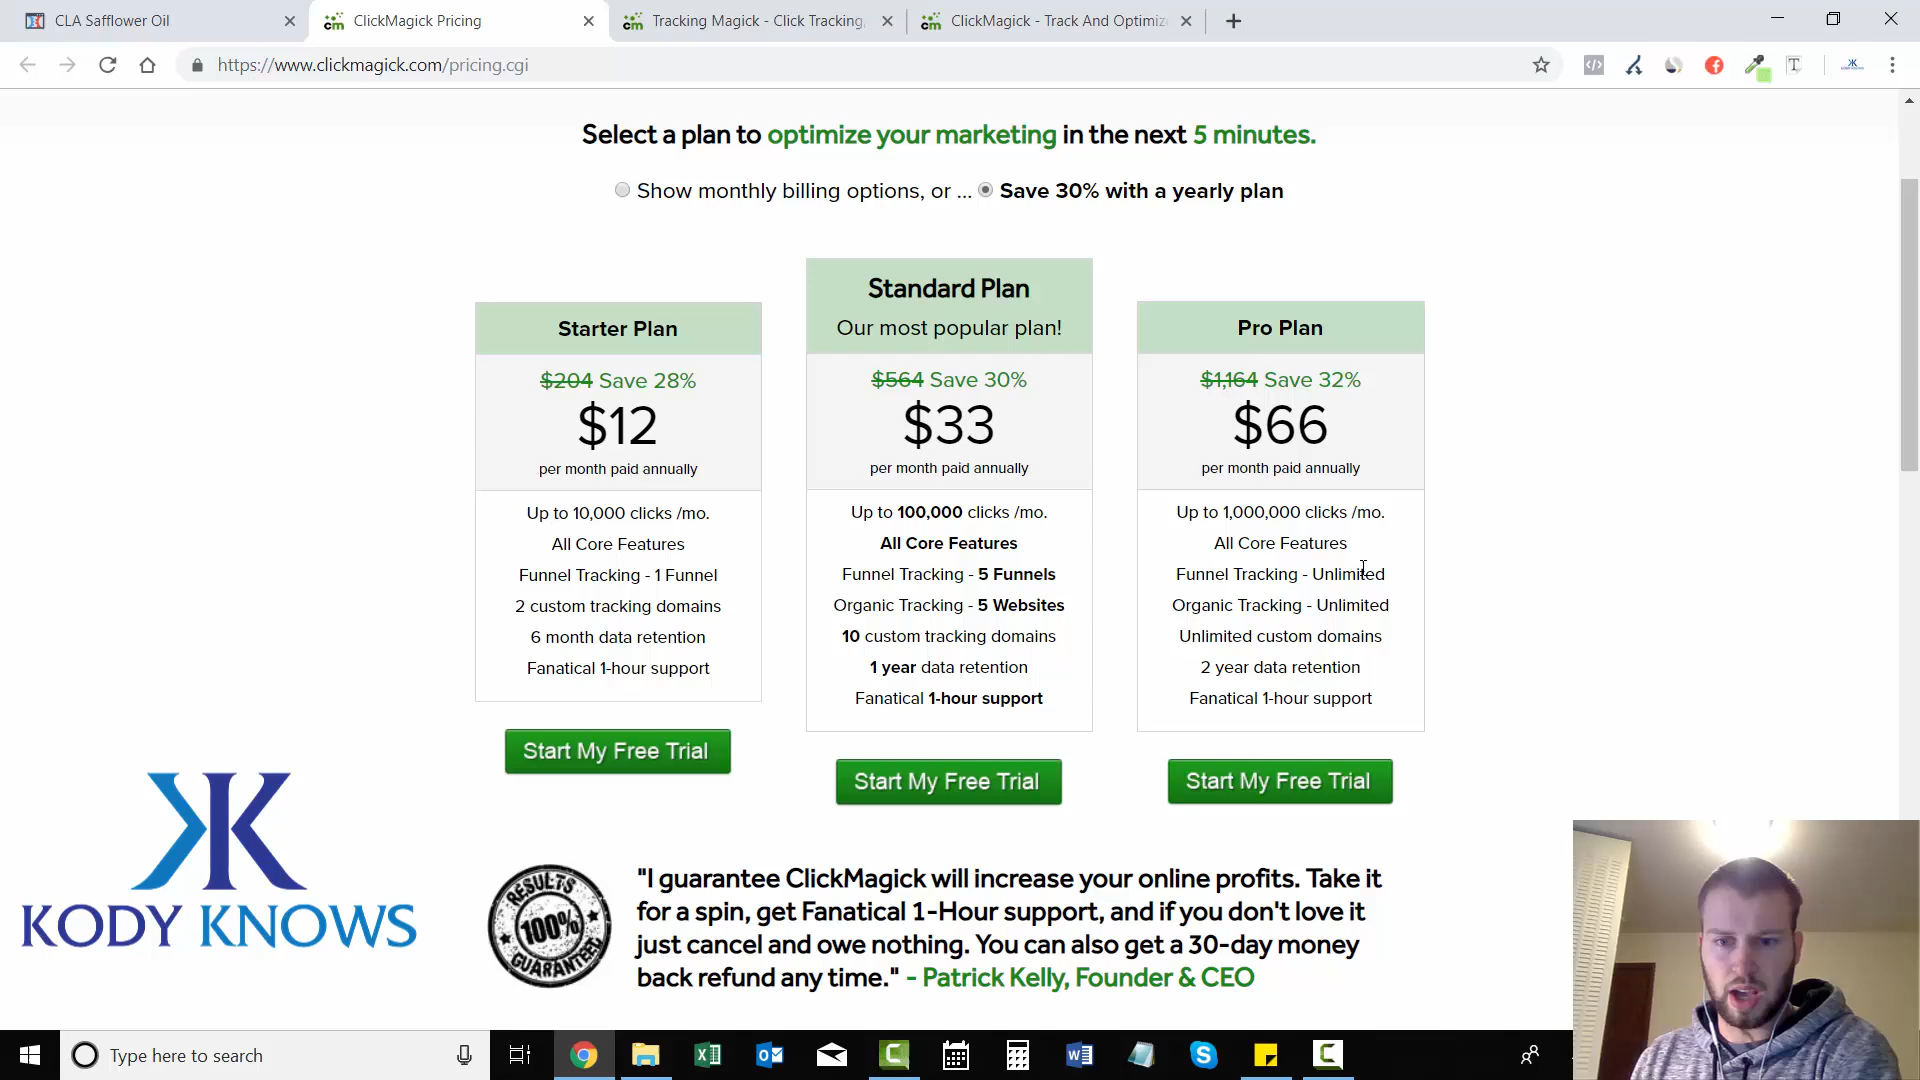 CLA Safflower Oil
ClickMagick Pricing
Tracking Magick - Click Tracking,
ClickMagick - Track And Optimize
https://www.clickmagick.com/pricing.cgi
Select a plan to optimize your marketing in the next 5 minutes.
Show monthly billing options, or ... Save 30% with a yearly plan
Starter Plan
$204 Save 28%
$12
per month paid annually
Up to 10,000 clicks /mo.
All Core Features
Funnel Tracking - 1 Funnel
2 custom tracking domains
6 month data retention
Fanatical 1-hour support
Start My Free Trial
Standard Plan
Our most popular plan!
$564 Save 30%
$33
per month paid annually
Up to 100,000 clicks /mo.
All Core Features
Funnel Tracking - 5 Funnels
Organic Tracking - 5 Websites
10 custom tracking domains
1 year data retention
Fanatical 1-hour support
Start My Free Trial
Pro Plan
$1,164 Save 32%
$66
per month paid annually
Up to 1,000,000 clicks /mo.
All Core Features
Funnel Tracking - Unlimited
Organic Tracking - Unlimited
Unlimited custom domains
2 year data retention
Fanatical 1-hour support
Start My Free Trial
KODY KNOWS
RESULTS
100%
GUARANTEED
"I guarantee ClickMagick will increase your online profits. Take it
for a spin, get Fanatical 1-Hour support, and if you don't love it
just cancel and owe nothing. You can also get a 30-day money
back refund any time." - Patrick Kelly, Founder & CEO
Type here to search